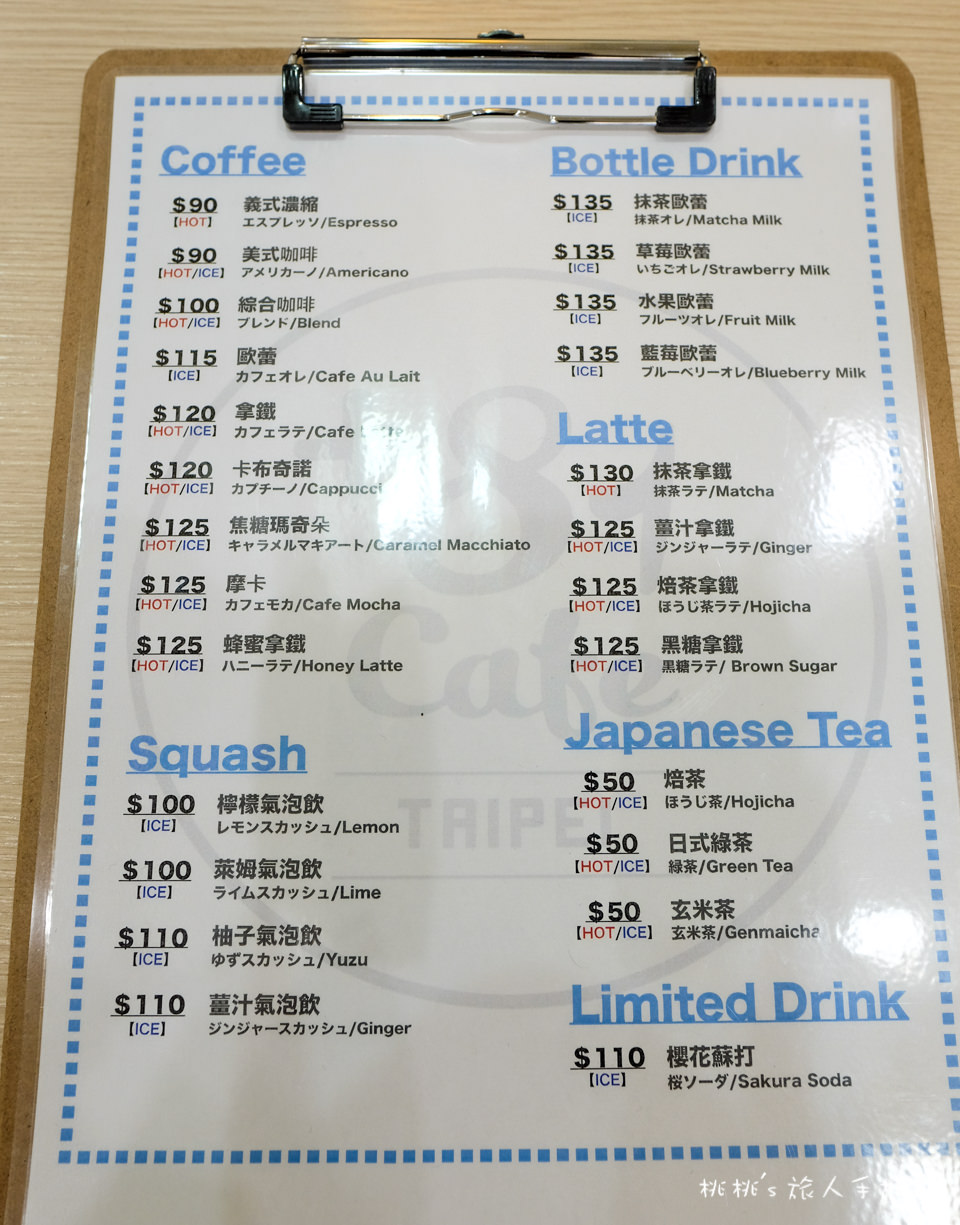 Coffee
$90 義式濃縮
【HOT】 エスプレッソ/Espresso
$90 美式咖啡
【HOT/ICE】 アメリカーノ/Americano
$100 綜合咖啡
【HOT/ICE】 ブレンド/Blend
$115 歐蕾
【ICE】 カフェオレ/Cafe Au Lait
$120 拿鐵
【HOT/ICE】 カフェラテ/Cafe
$120 卡布奇諾
【HOT/ICE】 カプチーノ/Cappucci
$125 焦糖瑪奇朵
【HOT/ICE】 キャラメルマキアート/Caramel Macchiato
$125 摩卡
【HOT/ICE】 カフェモカ/Cafe Mocha
$125 蜂蜜拿鐵
【HOT/ICE】 ハニーラテ/Honey Latte
Squash
$100 檸檬氣泡飲
【ICE】 レモンスカッシュ/Lemon
$100 萊姆氣泡飲
【ICE】 ライムスカッシュ/Lime
$110 柚子氣泡飲
【ICE】 ゆずスカッシュ/Yuzu
$110 薑汁氣泡飲
【ICE】 ジンジャースカッシュ/Ginger
Bottle Drink
$135 抹茶歐蕾
【ICE】 抹茶オレ/Matcha Milk
$135 草莓歐蕾
【ICE】 いちごオレ/Strawberry Milk
$135 水果歐蕾
【ICE】 フルーツオレ/Fruit Milk
$135 藍莓歐蕾
【ICE】 ブルーベリーオレ/Blueberry Milk
Latte
$130 抹茶拿鐵
【HOT】 抹茶ラテ/Matcha
$125 薑汁拿鐵
【HOT/ICE】 ジンジャーラテ/Ginger
$125 焙茶拿鐵
【HOT/ICE】 ほうじ茶ラテ/Hojicha
$125 黑糖拿鐵
【HOT/ICE】 黒糖ラテ/ Brown Sugar
Japanese Tea
$50 焙茶
【HOT/ICE】 ほうじ茶/Hojicha
$50 日式綠茶
【HOT/ICE】 緑茶/Green Tea
$50 玄米茶
【HOT/ICE】 玄米茶/Genmaicha
Limited Drink
$110 櫻花蘇打
【ICE】 桜ソーダ/Sakura Soda
Cafe
TAIPEI
桃桃's 旅人手